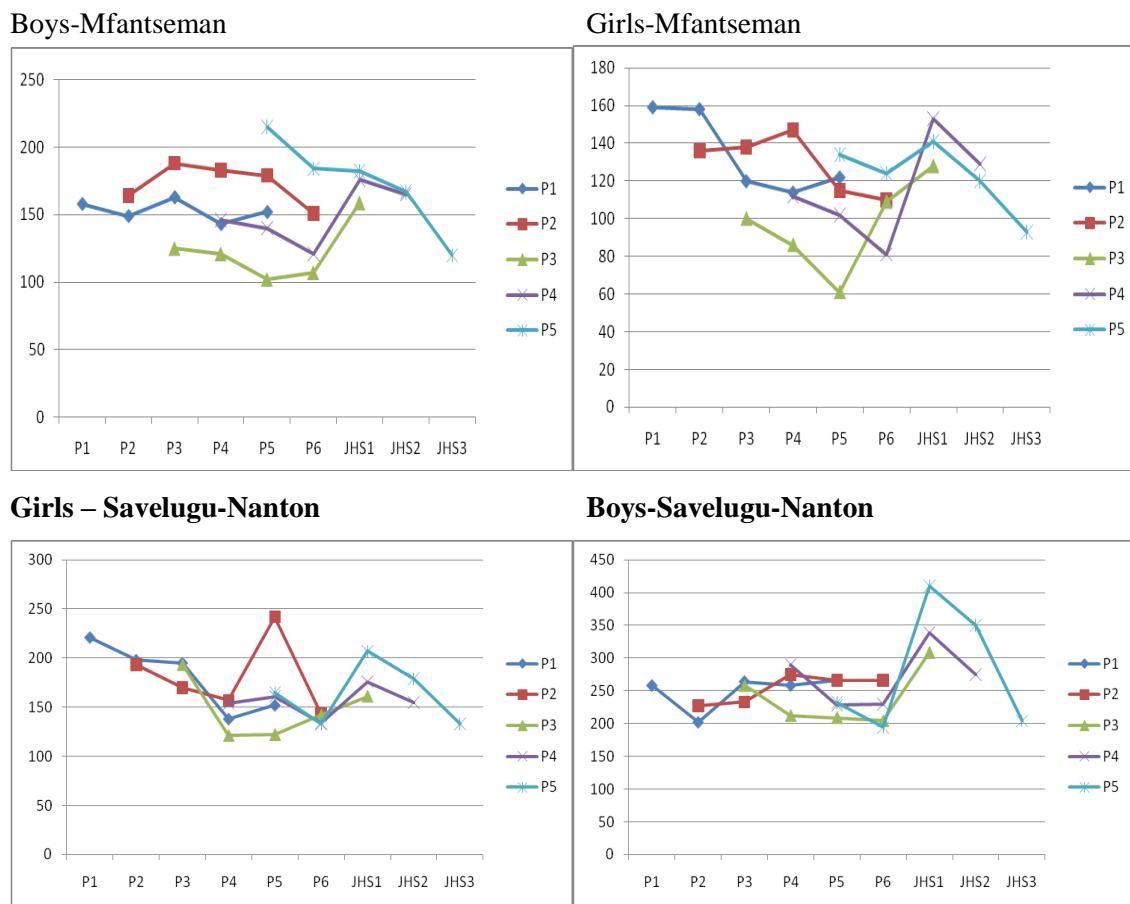 Boys-Mfantseman
250
200
150
100
50
0
P1 P2 P3 P4 P5 P6 JHS1 JHS2 JHS3
P1
P2
P3
P4
P5
Girls-Mfantseman
180
160
140
120
100
80
60
40
20
0
P1 P2 P3 P4 P5 P6 JHS1 JHS2 JHS3
P1
P2
P3
P4
P5
Girls – Savelugu-Nanton
300
250
200
150
100
50
0
P1 P2 P3 P4 P5 P6 JHS1 JHS2 JHS3
P1
P2
P3
P4
P5
Boys-Savelugu-Nanton
450
400
350
300
250
200
150
100
50
0
P1 P2 P3 P4 P5 P6 JHS1 JHS2 JHS3
P1
P2
P3
P4
P5